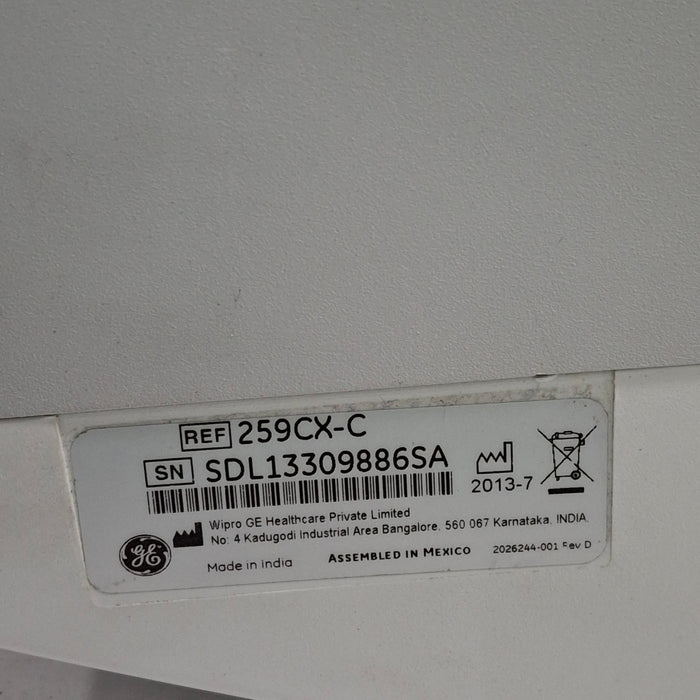 REF 259CX-C
SN SDL13309886SA
2013-7
Wipro GE Healthcare Private Limited
No: 4 Kadugodi Industrial Area Bangalore. 560 067 Karnataka. INDIA.
GE
Made in India
ASSEMBLED IN MEXICO
2026244-001 Rev D